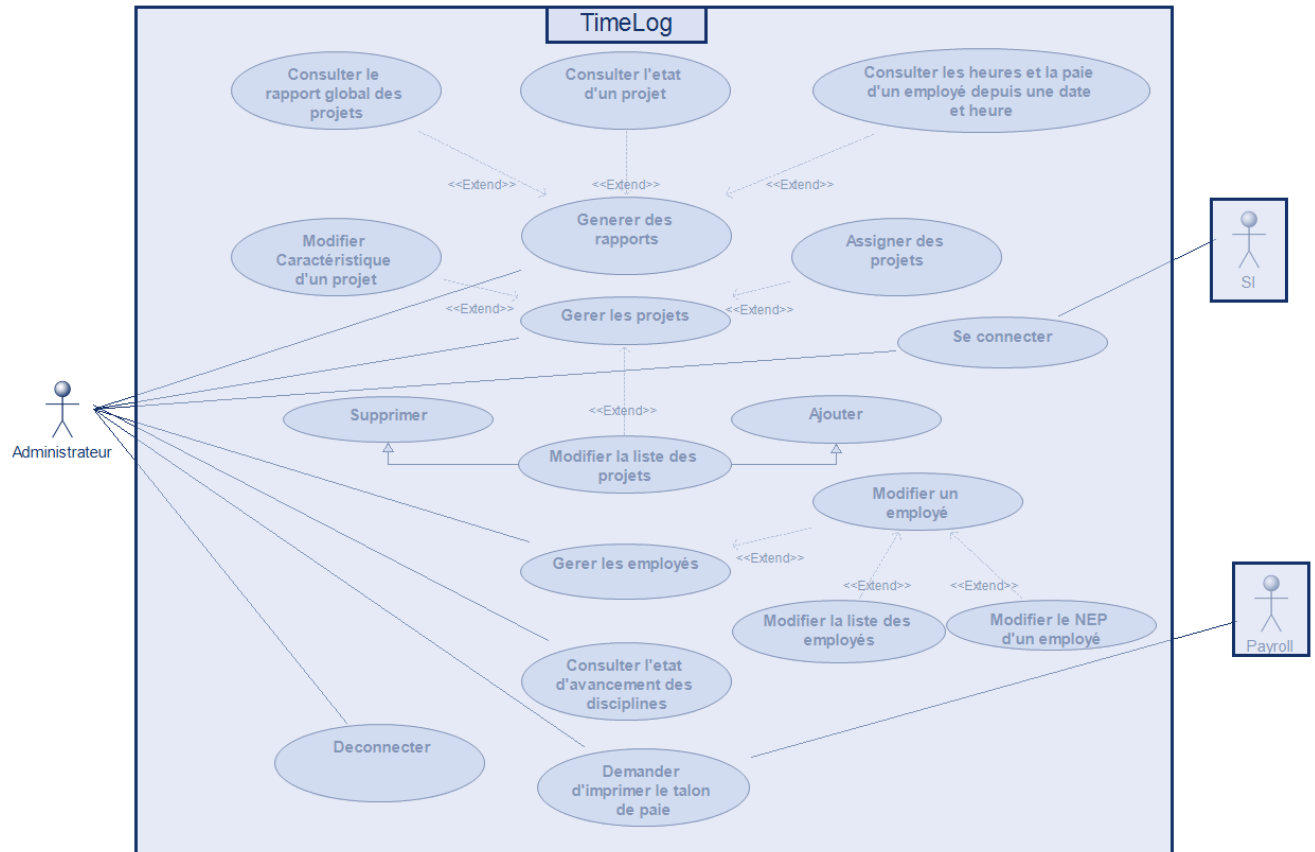 TimeLog
Consulter le
rapport global des
projets
Consulter l'etat
d'un projet
Consulter les heures et la paie
d'un employé depuis une date
et heure
<<Extend>>
<<Extend>>
<<Extend>>
Generer des
rapports
Modifier
Caractéristique
d'un projet
Assigner des
projets
SI
<<Extend>>
<<Extend>>
Gerer les projets
Se connecter
Administrateur
Supprimer
<<Extend>>
Ajouter
Modifier la liste des
projets
Modifier un
employé
Gerer les employés
<<Extend>>
<<Extend>>
<<Extend>>
Modifier la liste des
employés
Modifier le NEP
d'un employé
Payroll
Consulter l'etat
d'avancement des
disciplines
Deconnecter
Demander
d'imprimer le talon
de paie